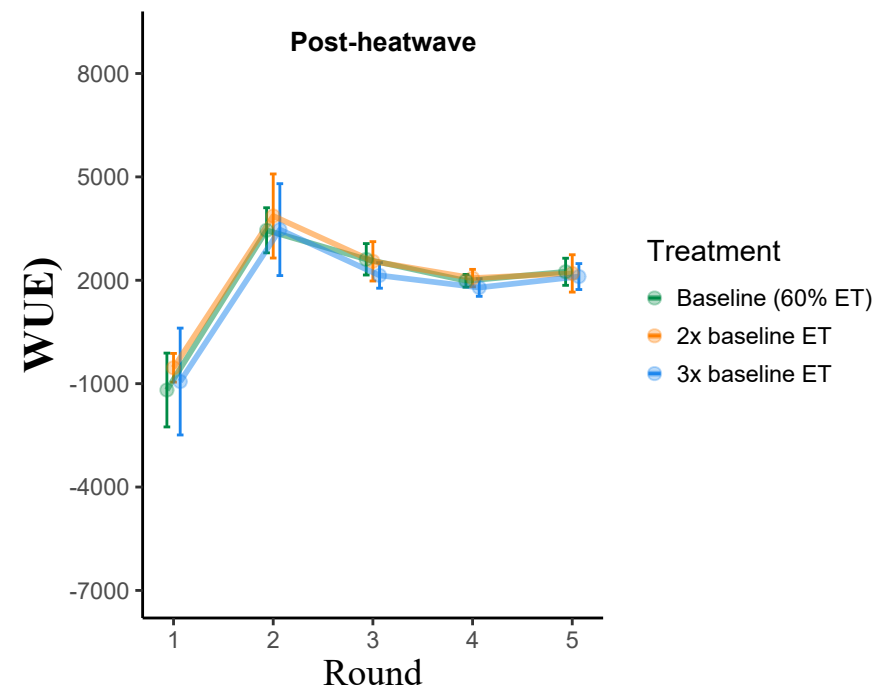 Post-heatwave
8000
5000
2000
-1000
-4000
-7000
WUE)
1 2 3 4 5
Round
Treatment
Baseline (60% ET)
2x baseline ET
3x baseline ET